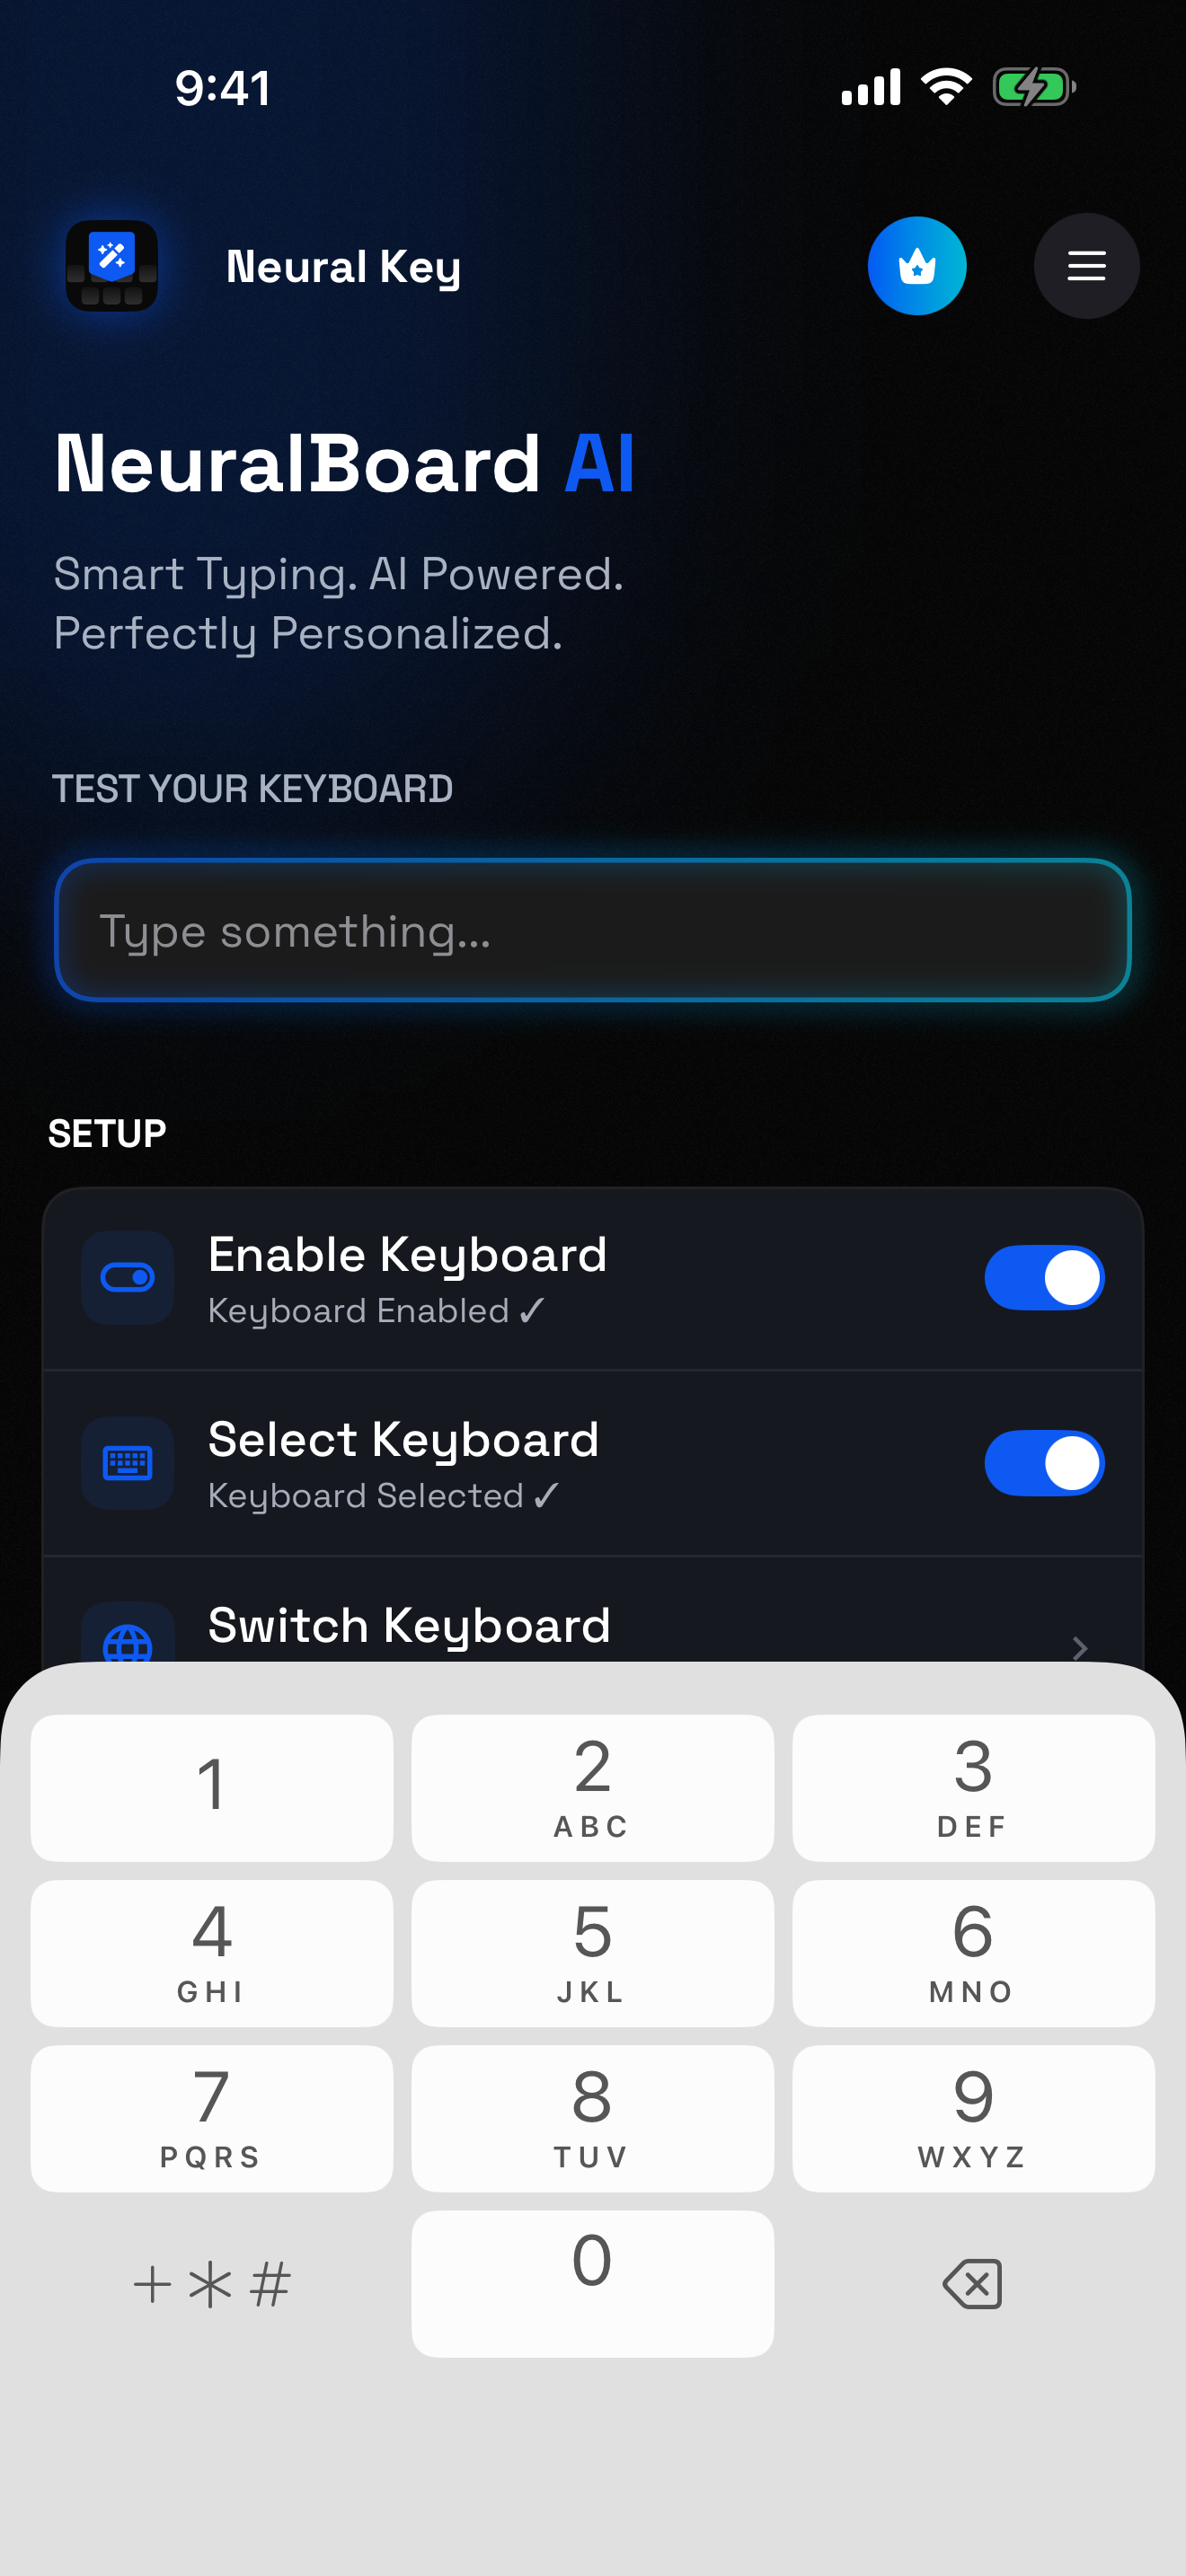 9:41
Neural Key
NeuralBoard AI
Smart Typing. AI Powered.
Perfectly Personalized.
TEST YOUR KEYBOARD
Type something...
SETUP
Enable Keyboard
Keyboard Enabled ✓
Select Keyboard
Keyboard Selected ✓
Switch Keyboard
1 2 3
ABC DEF
4 5 6
GHI JKL MNO
7 8 9
PQRS TUV WXYZ
+*# 0